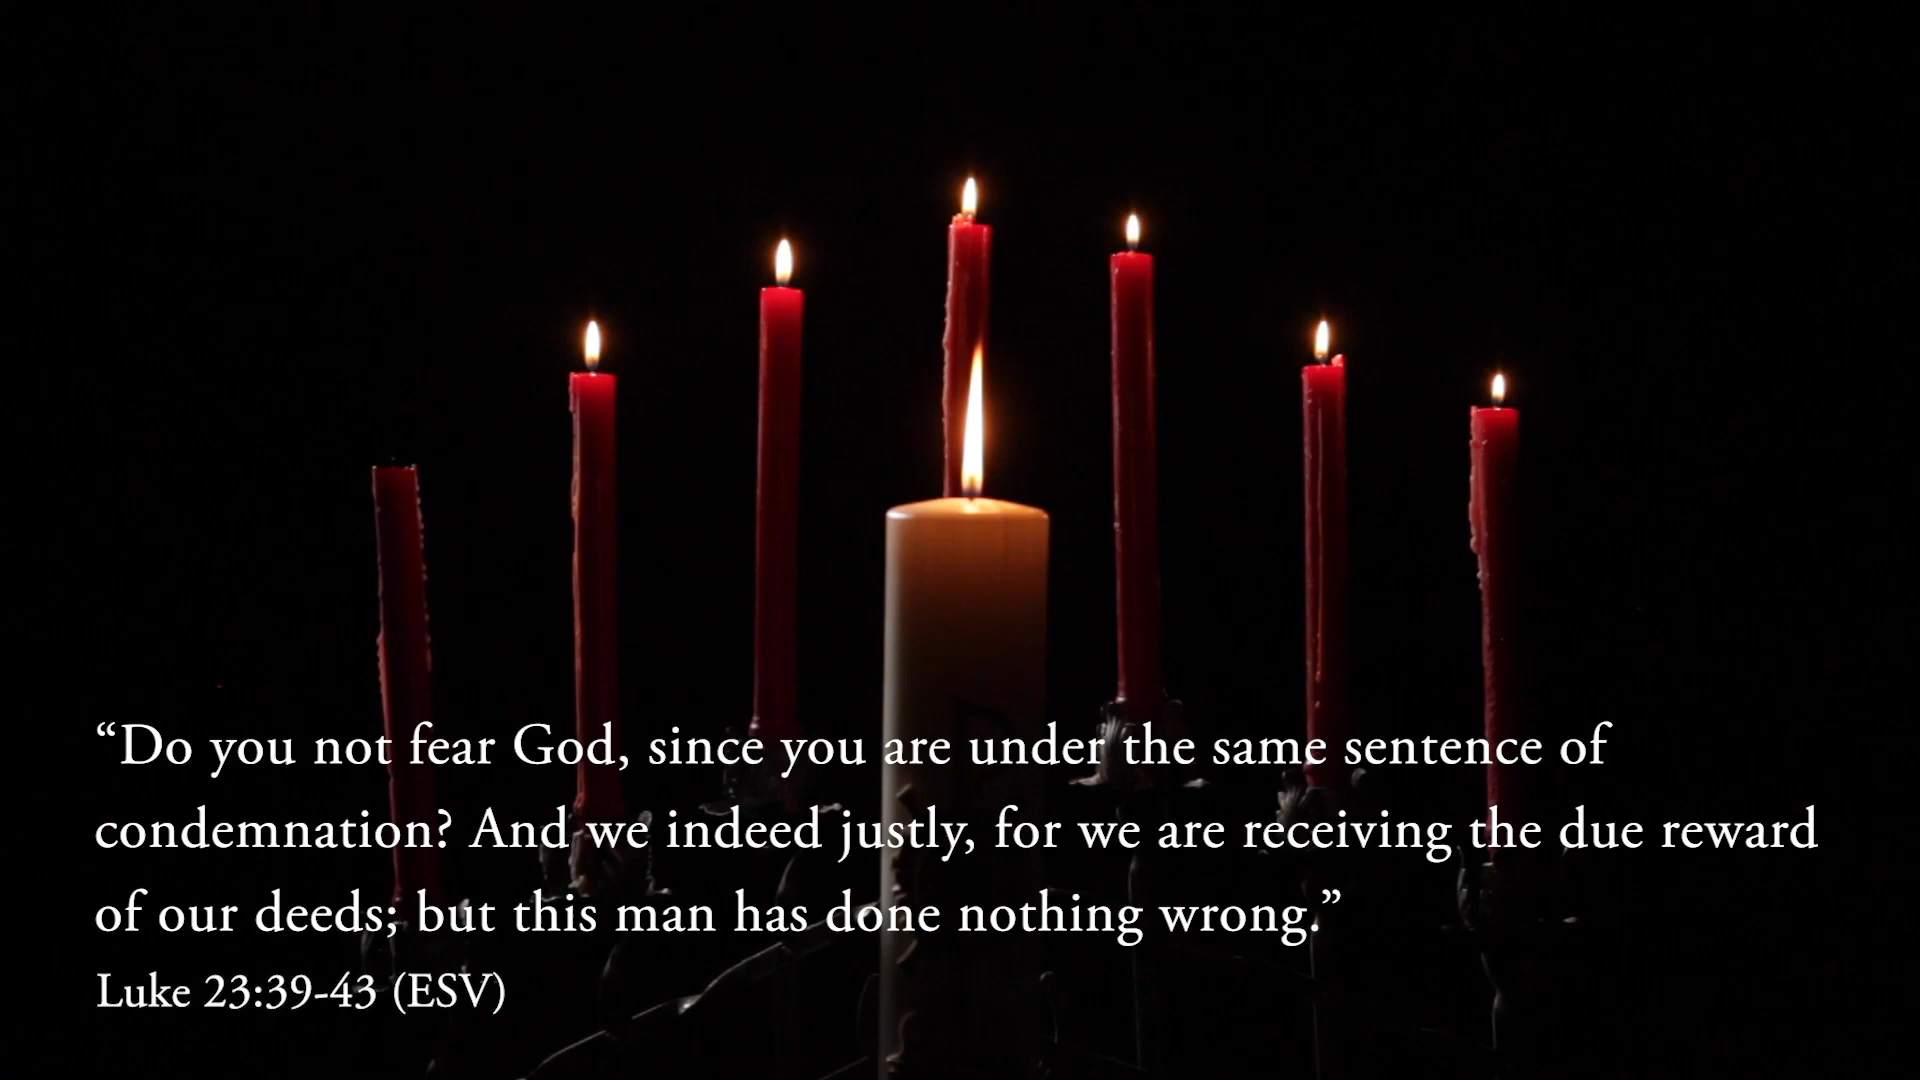 “Do you not fear God, since you are under the same sentence of
condemnation? And we indeed justly, for we are receiving the due reward
of our deeds; but this man has done nothing wrong.”
Luke 23:39-43 (ESV)